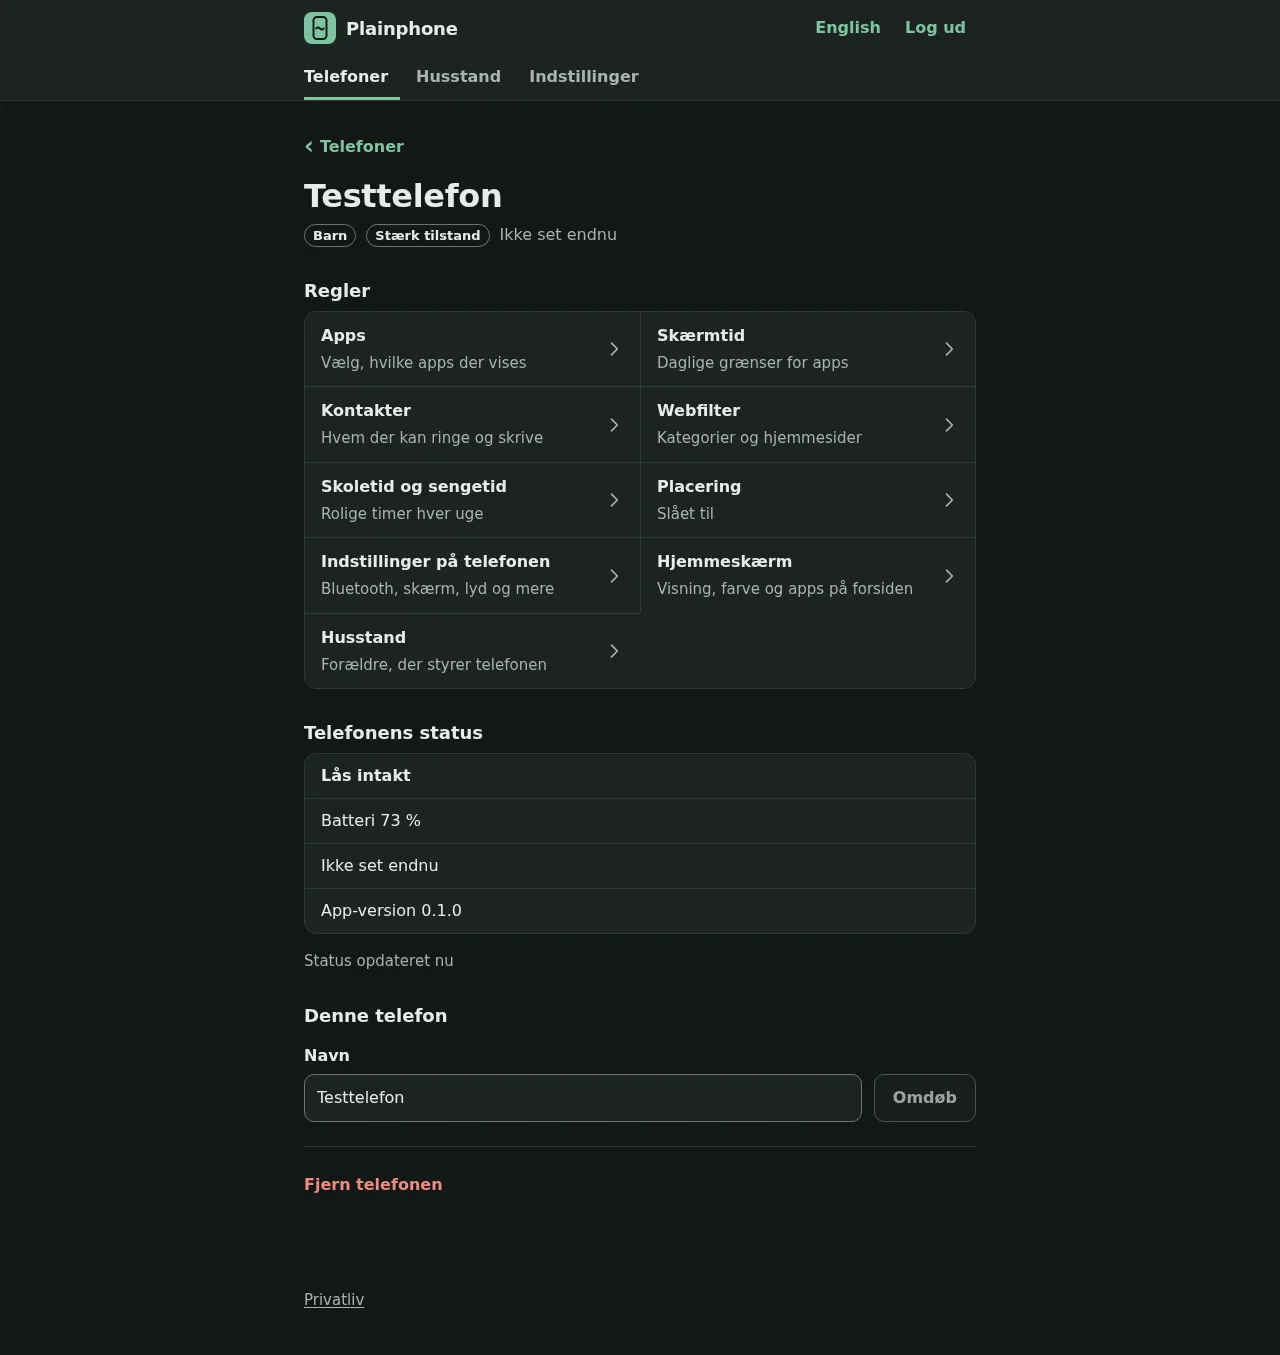 Plainphone
English
Log ud
Telefoner
Husstand
Indstillinger
‹ Telefoner
Testtelefon
Barn
Stærk tilstand
Ikke set endnu
Regler
Apps
Vælg, hvilke apps der vises
Skærmtid
Daglige grænser for apps
Kontakter
Hvem der kan ringe og skrive
Webfilter
Kategorier og hjemmesider
Skoletid og sengetid
Rolige timer hver uge
Placering
Slået til
Indstillinger på telefonen
Bluetooth, skærm, lyd og mere
Hjemmeskærm
Visning, farve og apps på forsiden
Husstand
Forældre, der styrer telefonen
Telefonens status
Lås intakt
Batteri 73 %
Ikke set endnu
App-version 0.1.0
Status opdateret nu
Denne telefon
Navn
Testtelefon
Omdøb
Fjern telefonen
Privatliv